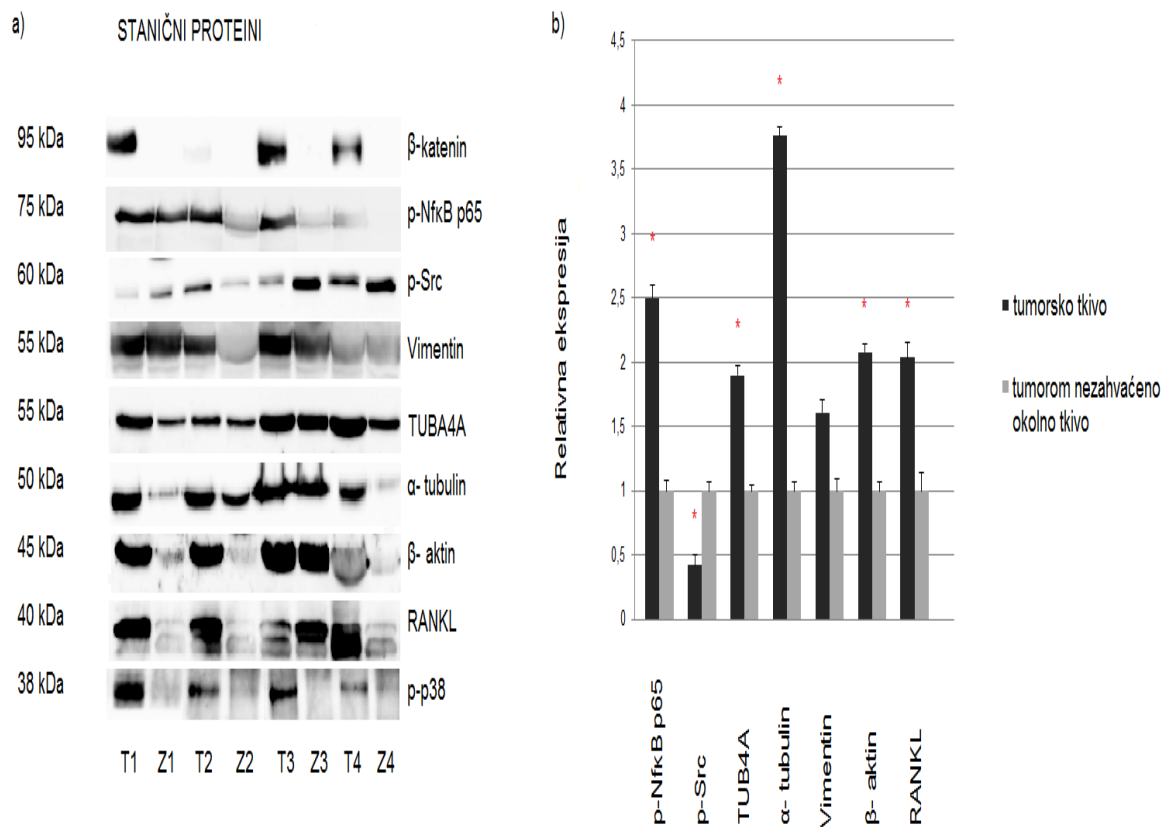 a)
STANIČNI PROTEINI
95 kDa
β-katenin
75 kDa
p-NfκB p65
60 kDa
p-Src
55 kDa
Vimentin
55 kDa
TUBA4A
50 kDa
α- tubulin
45 kDa
β- aktin
40 kDa
RANKL
38 kDa
p-p38
T1 Z1 T2 Z2 T3 Z3 T4 Z4
b)
Relativna ekspresija
4,5
4
3,5
3
2,5
2
1,5
1
0,5
0
*
*
*
*
*
*
p-NfκB p65
p-Src
TUB4A
α- tubulin
Vimentin
β- aktin
RANKL
tumorsko tkivo
tumorom nezahvaćeno
okolno tkivo